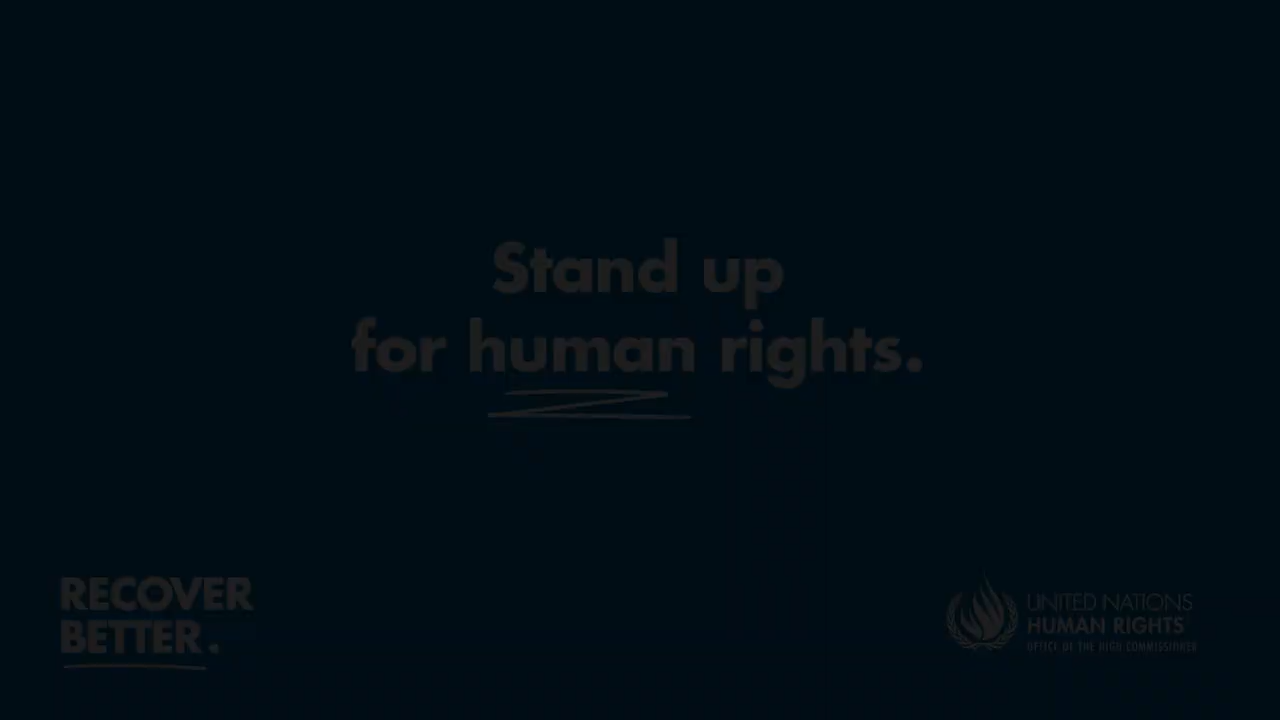 Stand up
for human rights.
RECOVER
BETTER.
UNITED NATIONS
HUMAN RIGHTS
OFFICE OF THE HIGH COMMISSIONER